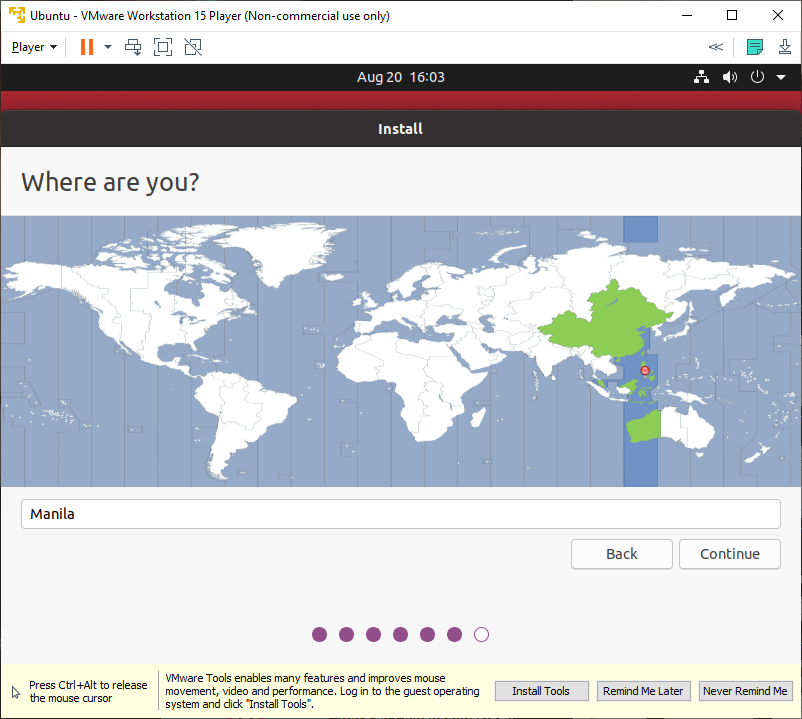 Ubuntu - VMware Workstation 15 Player (Non-commercial use only)
Player
Aug 20 16:03
Install
Where are you?
Manila
Back
Continue
Press Ctrl+Alt to release
the mouse cursor
VMware Tools enables many features and improves mouse
movement, video and performance. Log in to the guest operating
system and click "Install Tools".
Install Tools
Remind Me Later
Never Remind Me